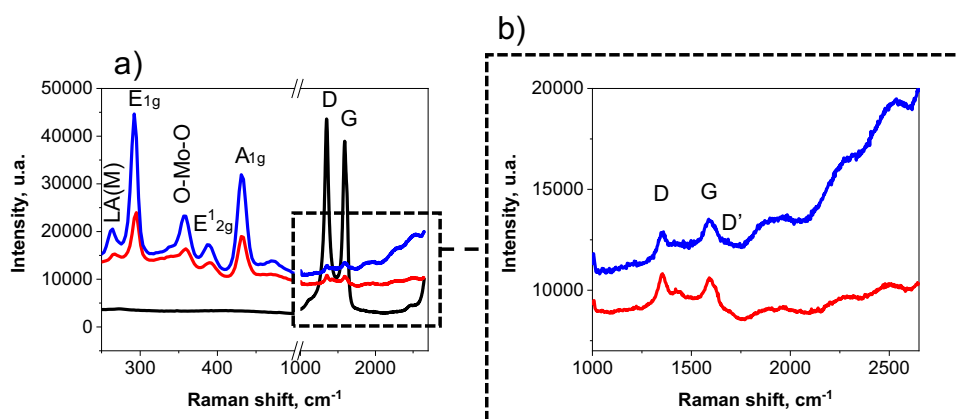 a)
50000
40000
30000
20000
10000
0
Intensity, u.a.
LA(M)
E1g
O-Mo-O
E¹2g
A1g
D
G
300
400
1000
2000
Raman shift, cm-1
b)
20000
15000
10000
Intensity, u.a.
D
G
D’
1000
1500
2000
2500
Raman shift, cm-1